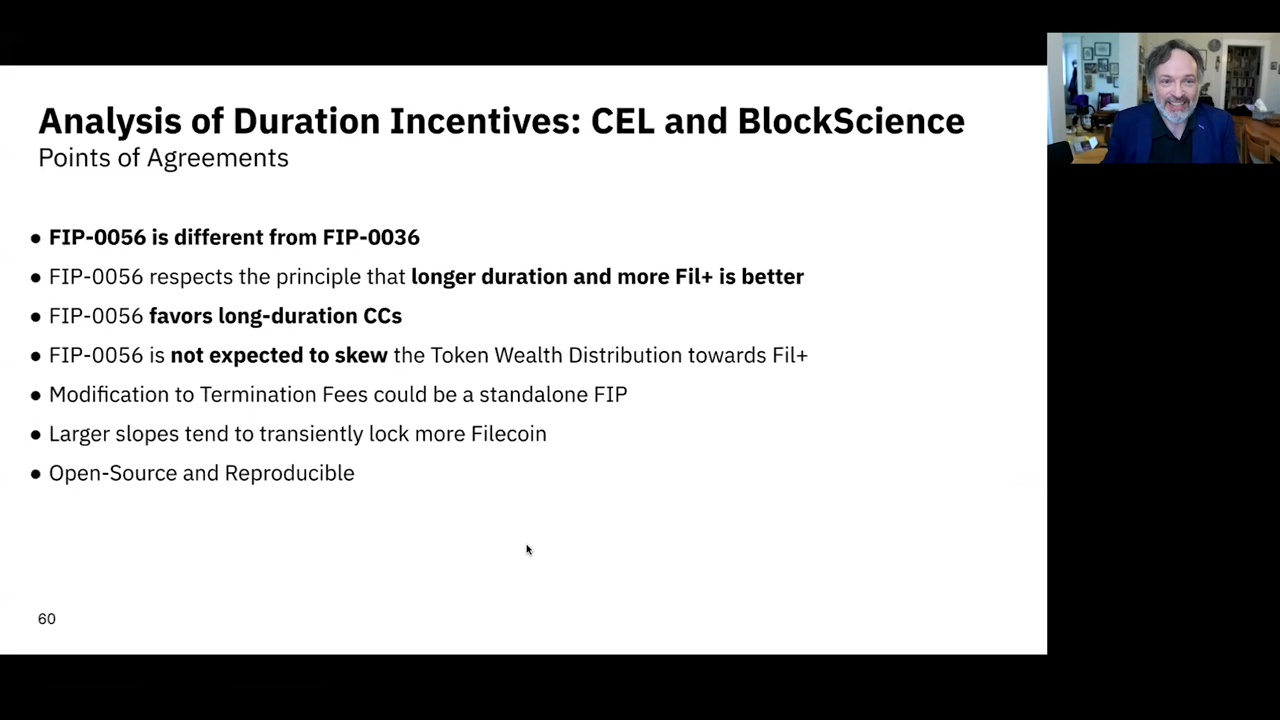 Analysis of Duration Incentives: CEL and BlockScience
Points of Agreements
● FIP-0056 is different from FIP-0036
● FIP-0056 respects the principle that longer duration and more Fil+ is better
● FIP-0056 favors long-duration CCs
● FIP-0056 is not expected to skew the Token Wealth Distribution towards Fil+
● Modification to Termination Fees could be a standalone FIP
● Larger slopes tend to transiently lock more Filecoin
● Open-Source and Reproducible
60